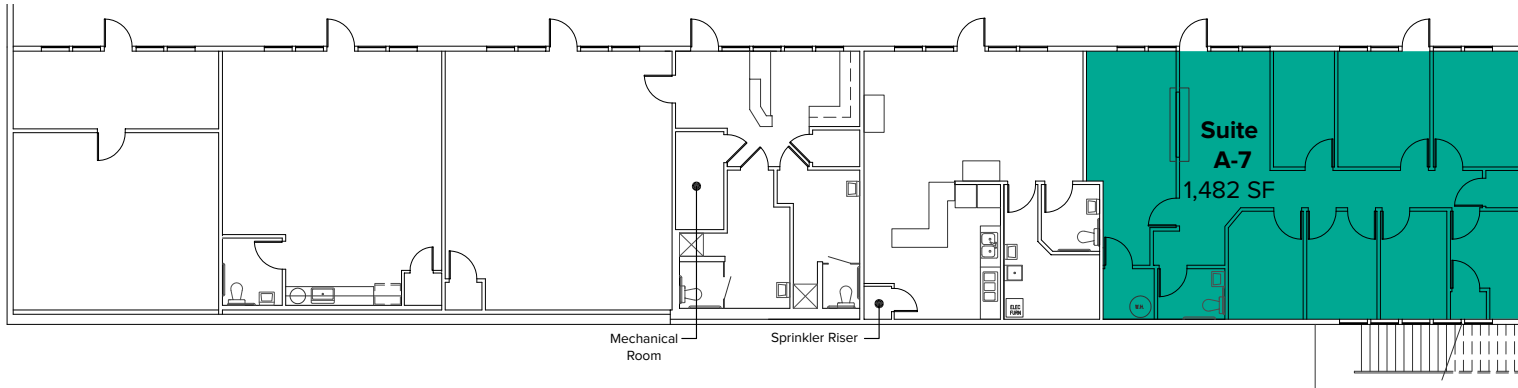 Suite
A-7
1,482 SF
ELEC
FURN
W.H.
Mechanical
Room
Sprinkler Riser